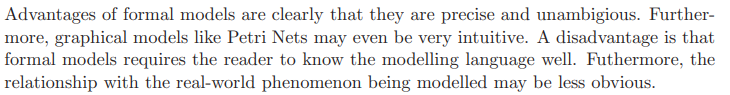 Advantages of formal models are clearly that they are precise and unambigious. Further-
more, graphical models like Petri Nets may even be very intuitive. A disadvantage is that
formal models requires the reader to know the modelling language well. Futhermore, the
relationship with the real-world phenomenon being modelled may be less obvious.